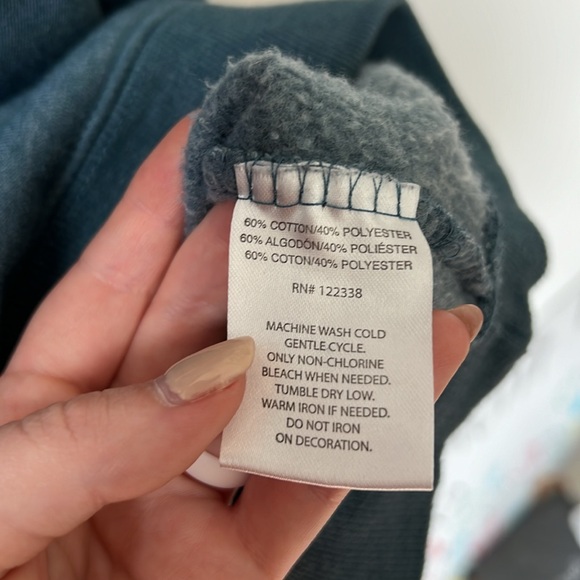 60% COTTON/40% POLYESTER
60% ALGODÓN/40% POLIÉSTER
60% COTON/40% POLYESTER
RN# 122338
MACHINE WASH COLD
GENTLE CYCLE.
ONLY NON-CHLORINE
BLEACH WHEN NEEDED.
TUMBLE DRY LOW.
WARM IRON IF NEEDED.
DO NOT IRON
ON DECORATION.